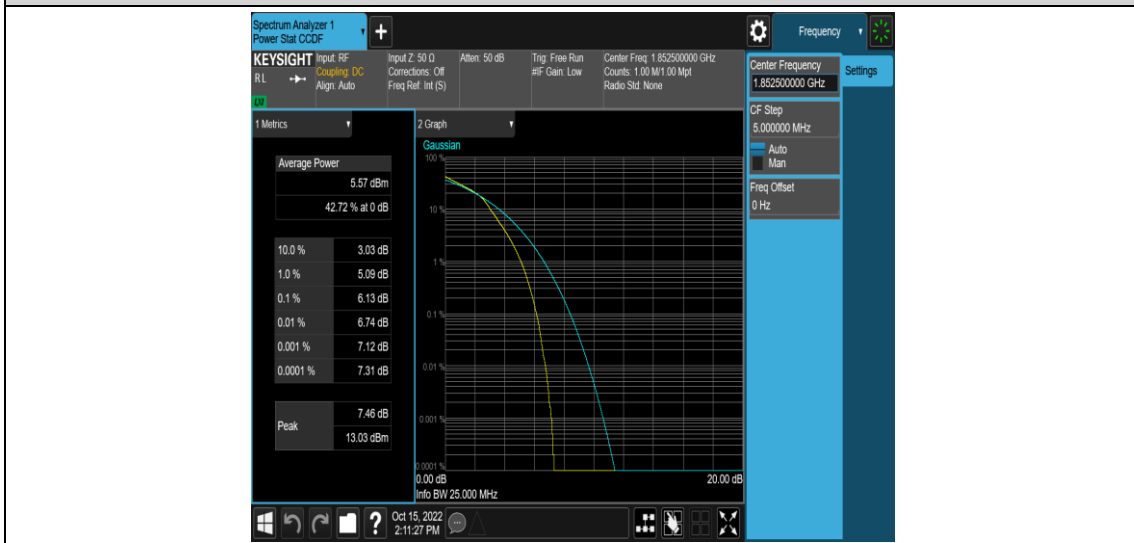 Spectrum Analyzer 1
Power Stat CCDF
+
Frequency
KEYSIGHT
RL
LXI
Input: RF
Coupling: DC
Align: Auto
Input Z: 50 Ω
Corrections: Off
Freq Ref: Int (S)
Atten: 50 dB
Trig: Free Run
#IF Gain: Low
Center Freq: 1.852500000 GHz
Counts: 1.00 M/1.00 Mpt
Radio Std: None
Center Frequency
1.852500000 GHz
Settings
CF Step
5.000000 MHz
Auto
Man
Freq Offset
0 Hz
1 Metrics
Average Power
5.57 dBm
42.72 % at 0 dB
10.0 % 3.03 dB
1.0 % 5.09 dB
0.1 % 6.13 dB
0.01 % 6.74 dB
0.001 % 7.12 dB
0.0001 % 7.31 dB
Peak 7.46 dB
13.03 dBm
2 Graph
Gaussian
100 %
10 %
1 %
0.1 %
0.01 %
0.001 %
0.0001 %
0.00 dB 20.00 dB
Info BW 25.000 MHz
?
Oct 15, 2022
2:11:27 PM